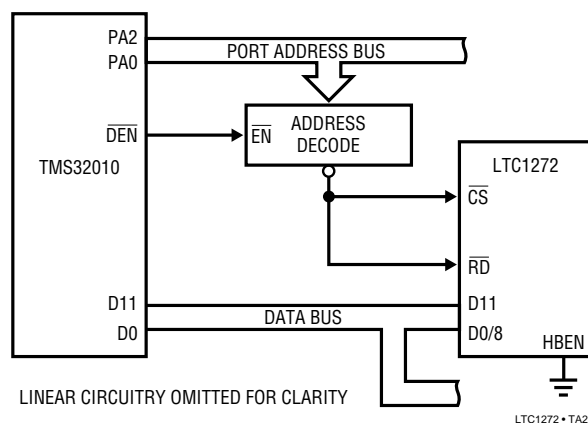 PA2
PA0
PORT ADDRESS BUS
DEN
EN
ADDRESS
DECODE
TMS32010
LTC1272
CS
RD
D11
D0
DATA BUS
D11
D0/8
HBEN
LINEAR CIRCUITRY OMITTED FOR CLARITY
LTC1272 • TA21